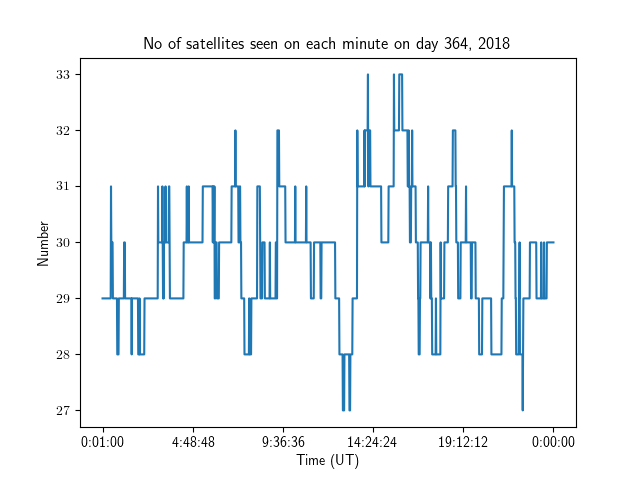 No of satellites seen on each minute on day 364, 2018
33
32
31
30
29
28
27
Number
0:01:00 4:48:48 9:36:36 14:24:24 19:12:12 0:00:00
Time (UT)